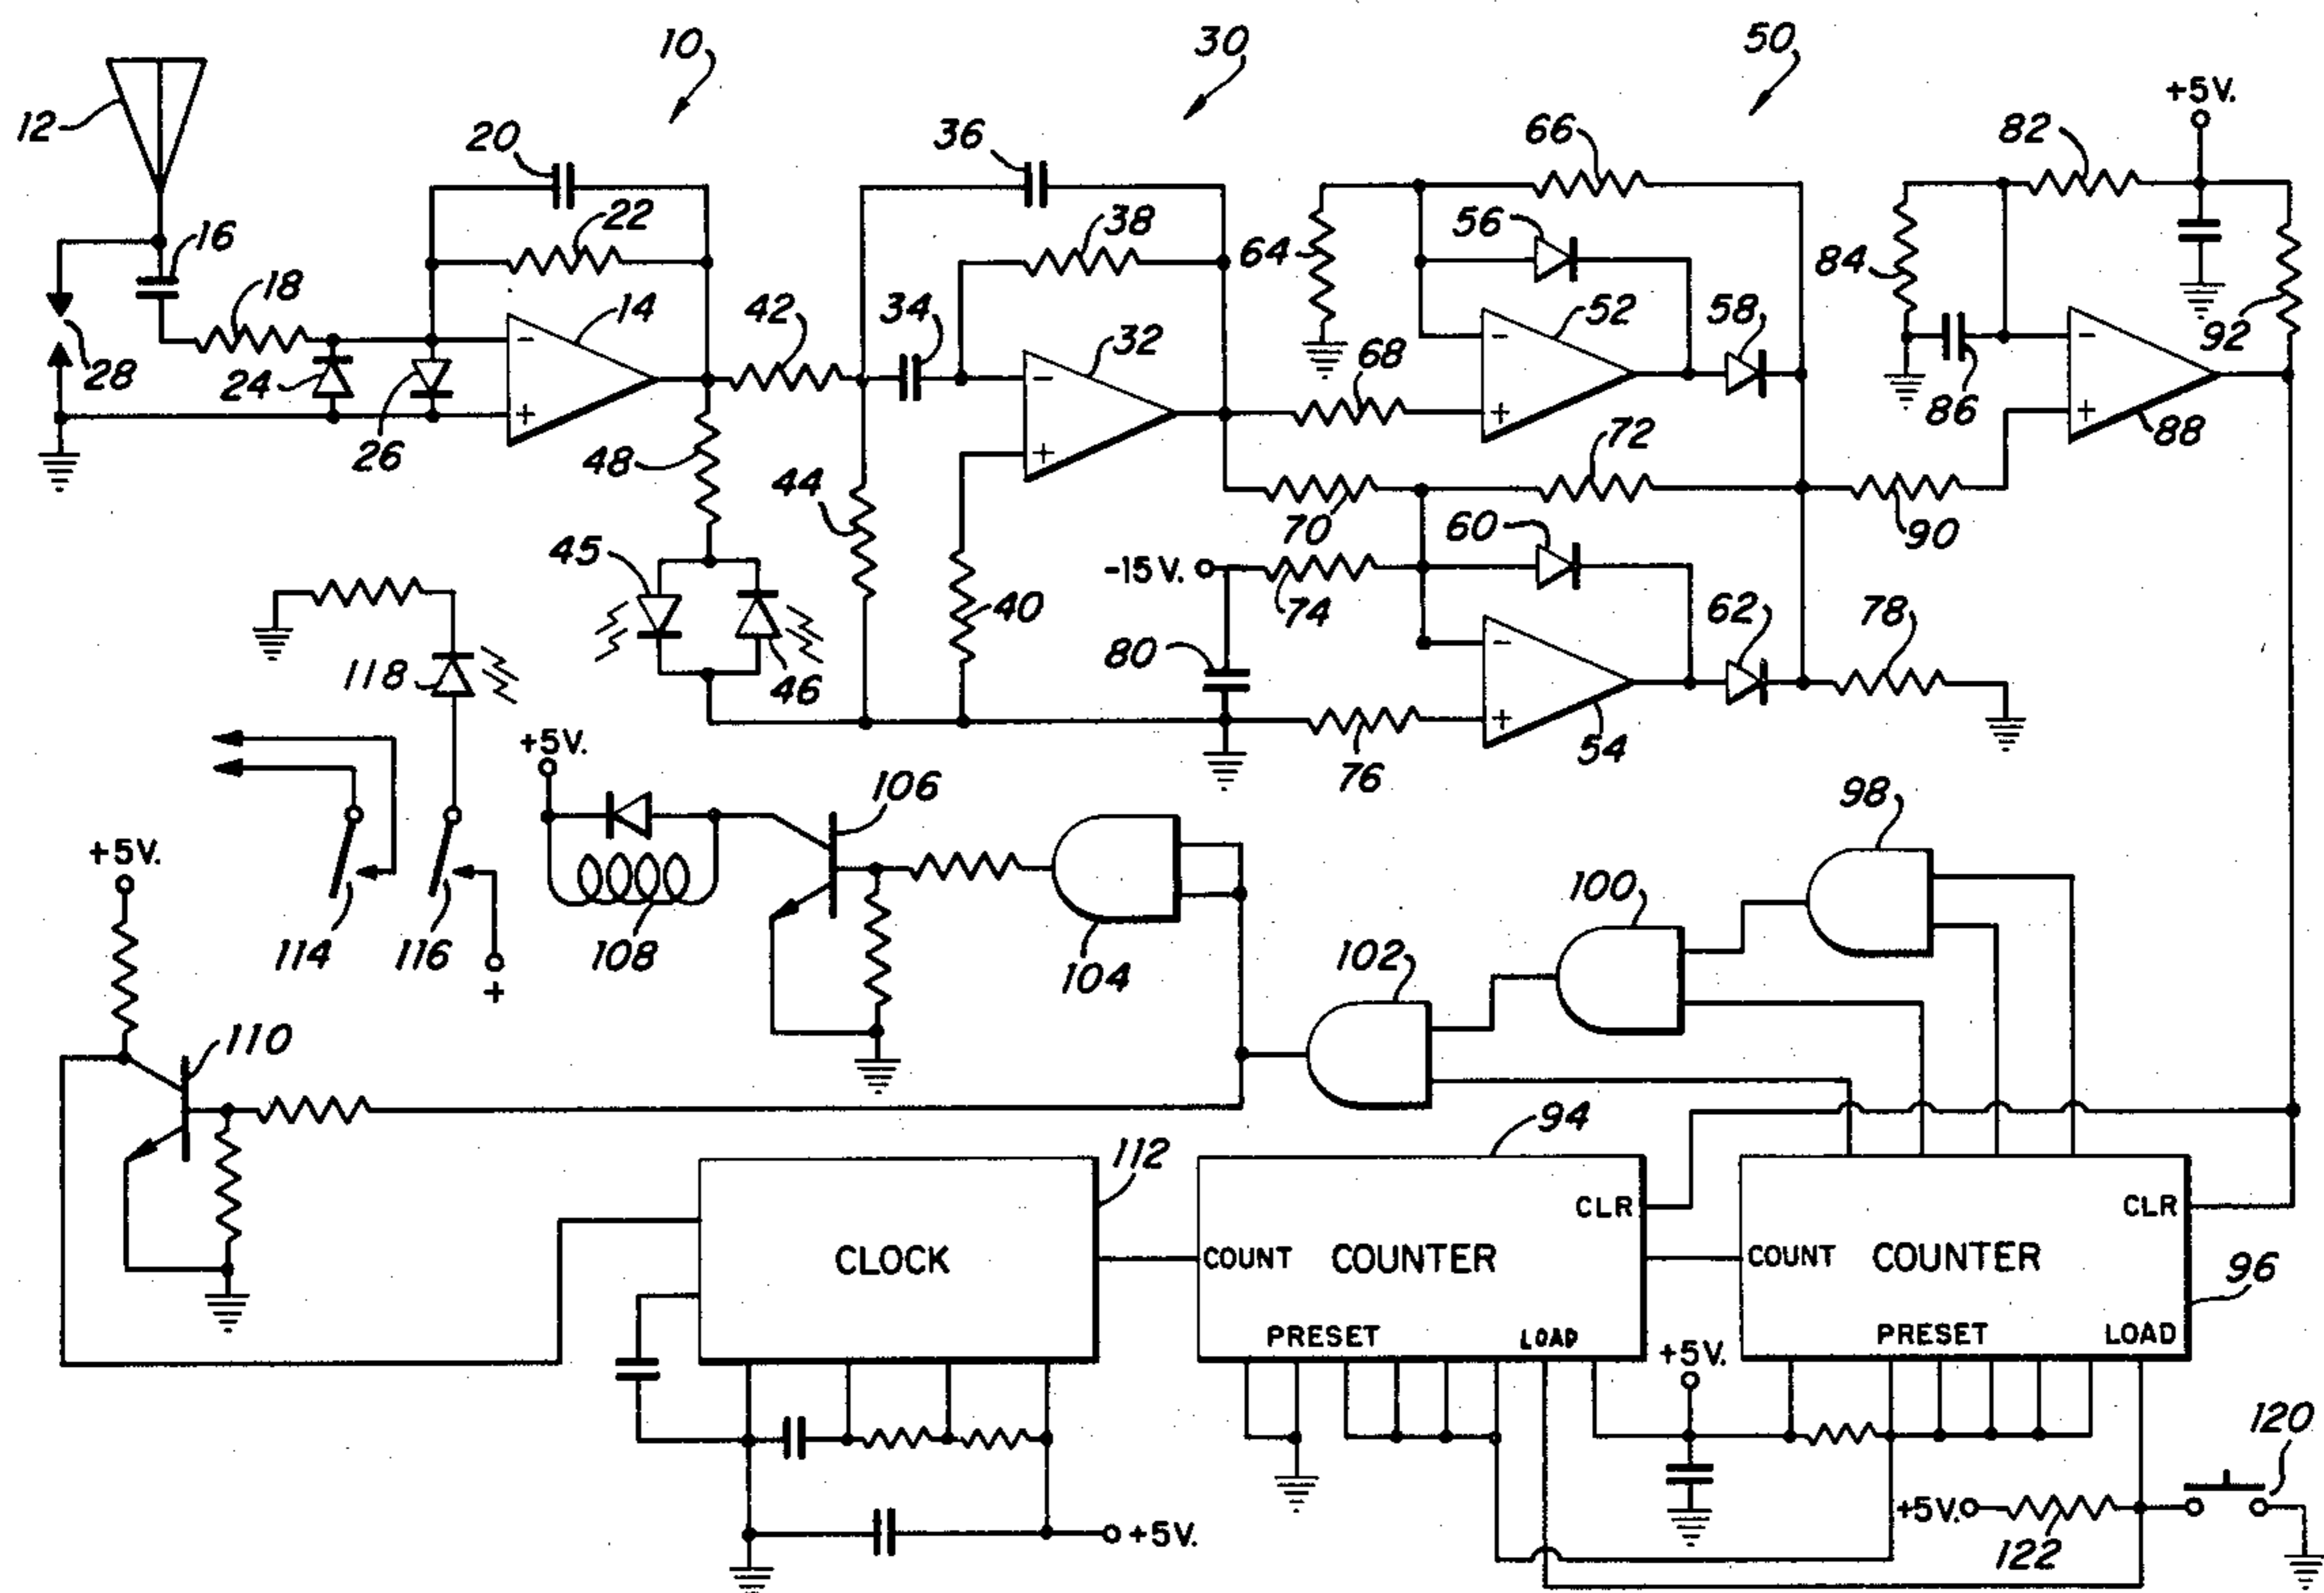 10 30 50
+5V.
12 20 36 66 82
16 22 38 56
18 14 42 34 32 64 52 58 84
28 24 68 92
26 86 88
48 44 72
45 70 60 90
-15V. 74
40 62 78
118 46 80
+5V. 54
76
106 98
+5V.
100
114 116 108 104 102
+
110
94
112
CLR CLR
CLOCK COUNT COUNTER COUNT COUNTER 96
PRESET LOAD PRESET LOAD
+5V.
120
+5V. +5V.
122